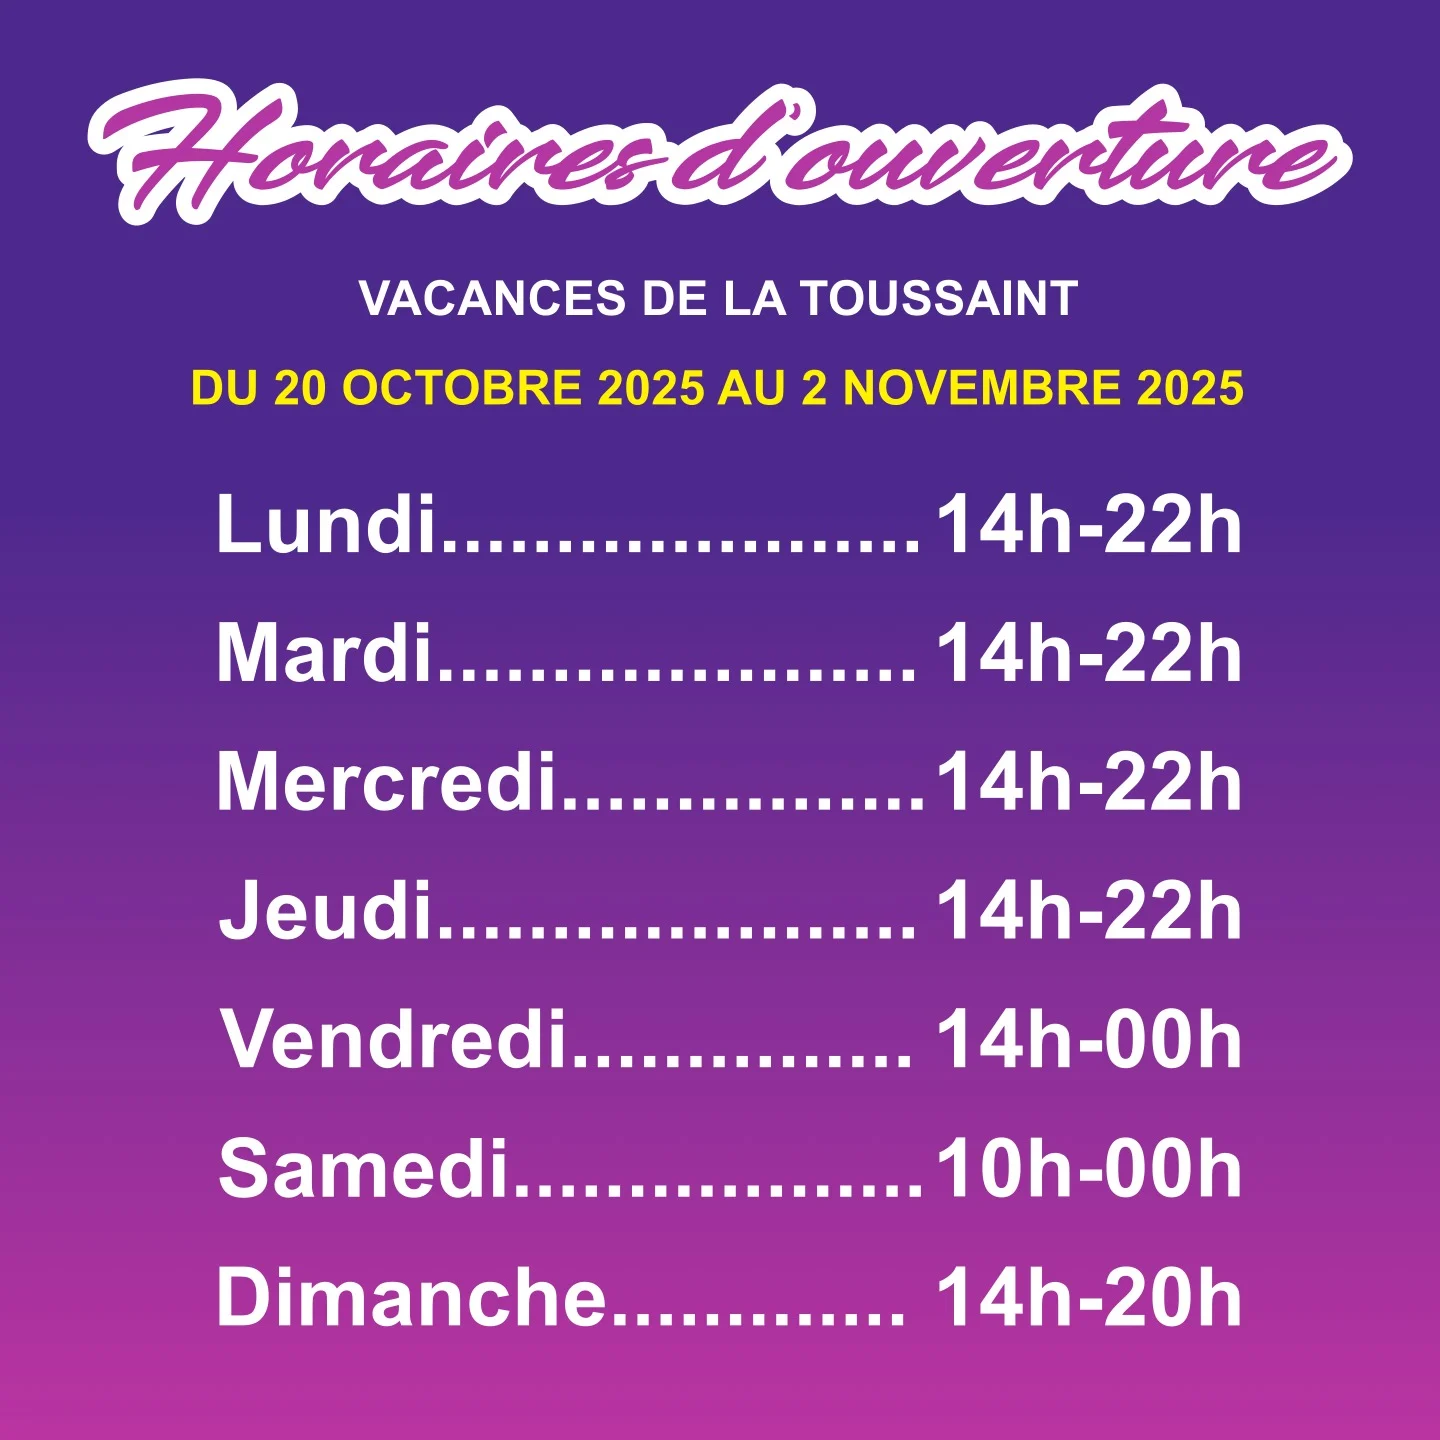 Horaires d'ouverture
VACANCES DE LA TOUSSAINT
DU 20 OCTOBRE 2025 AU 2 NOVEMBRE 2025
Lundi..................... 14h-22h
Mardi..................... 14h-22h
Mercredi................ 14h-22h
Jeudi..................... 14h-22h
Vendredi............... 14h-00h
Samedi.................. 10h-00h
Dimanche............. 14h-20h